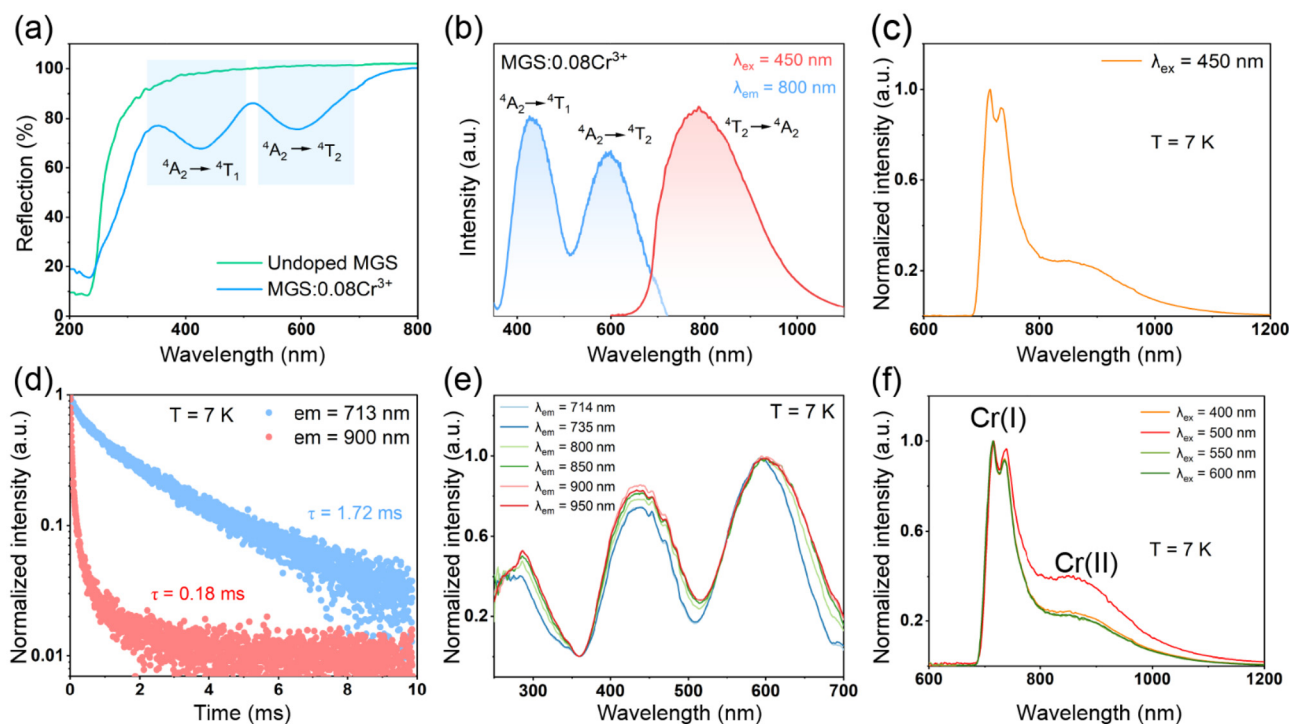 (a)
100
80
60
40
20
0
Reflection (%)
⁴A₂→ ⁴T₁
⁴A₂→ ⁴T₂
Undoped MGS
MGS:0.08Cr³⁺
200
400
600
800
Wavelength (nm)
(b)
MGS:0.08Cr³⁺
λex = 450 nm
λem = 800 nm
⁴A₂→⁴T₁
⁴A₂→⁴T₂
⁴T₂→⁴A₂
Intensity (a.u.)
400
600
800
1000
Wavelength (nm)
(c)
λex = 450 nm
T = 7 K
1.0
0.6
0.2
Normalized intensity (a.u.)
600
800
1000
1200
Wavelength (nm)
(d)
T = 7 K
em = 713 nm
em = 900 nm
τ = 1.72 ms
τ = 0.18 ms
1
0.1
0.01
Normalized intensity (a.u.)
0
2
4
6
8
10
Time (ms)
(e)
λem = 714 nm
λem = 735 nm
λem = 800 nm
λem = 850 nm
λem = 900 nm
λem = 950 nm
T = 7 K
1.0
0.6
0.2
Normalized intensity (a.u.)
300
400
500
600
700
Wavelength (nm)
(f)
Cr(I)
Cr(II)
λex = 400 nm
λex = 500 nm
λex = 550 nm
λex = 600 nm
T = 7 K
1.0
0.6
0.2
Normalized intensity (a.u.)
600
800
1000
1200
Wavelength (nm)